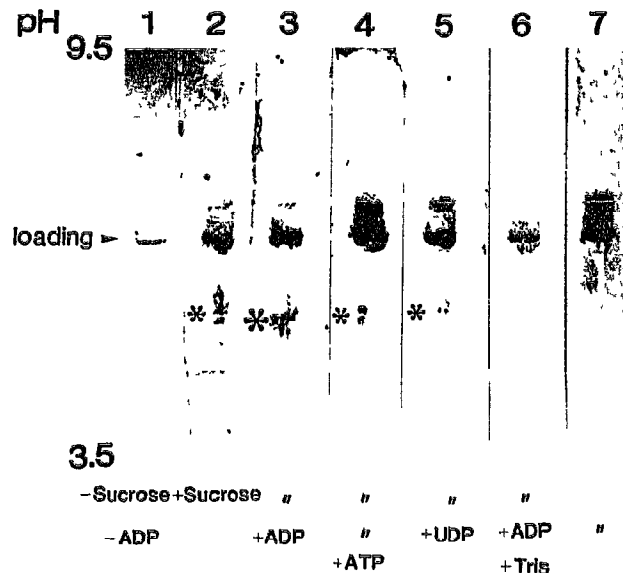 pH 1 2 3 4 5 6 7
9.5
loading
* * * *
3.5
-Sucrose +Sucrose " " " "
-ADP +ADP " +UDP +ADP "
+ATP +Tris